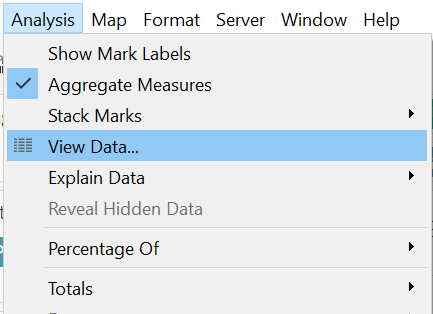 Analysis Map Format Server Window Help
Show Mark Labels
Aggregate Measures
Stack Marks
View Data...
Explain Data
Reveal Hidden Data
Percentage Of
Totals